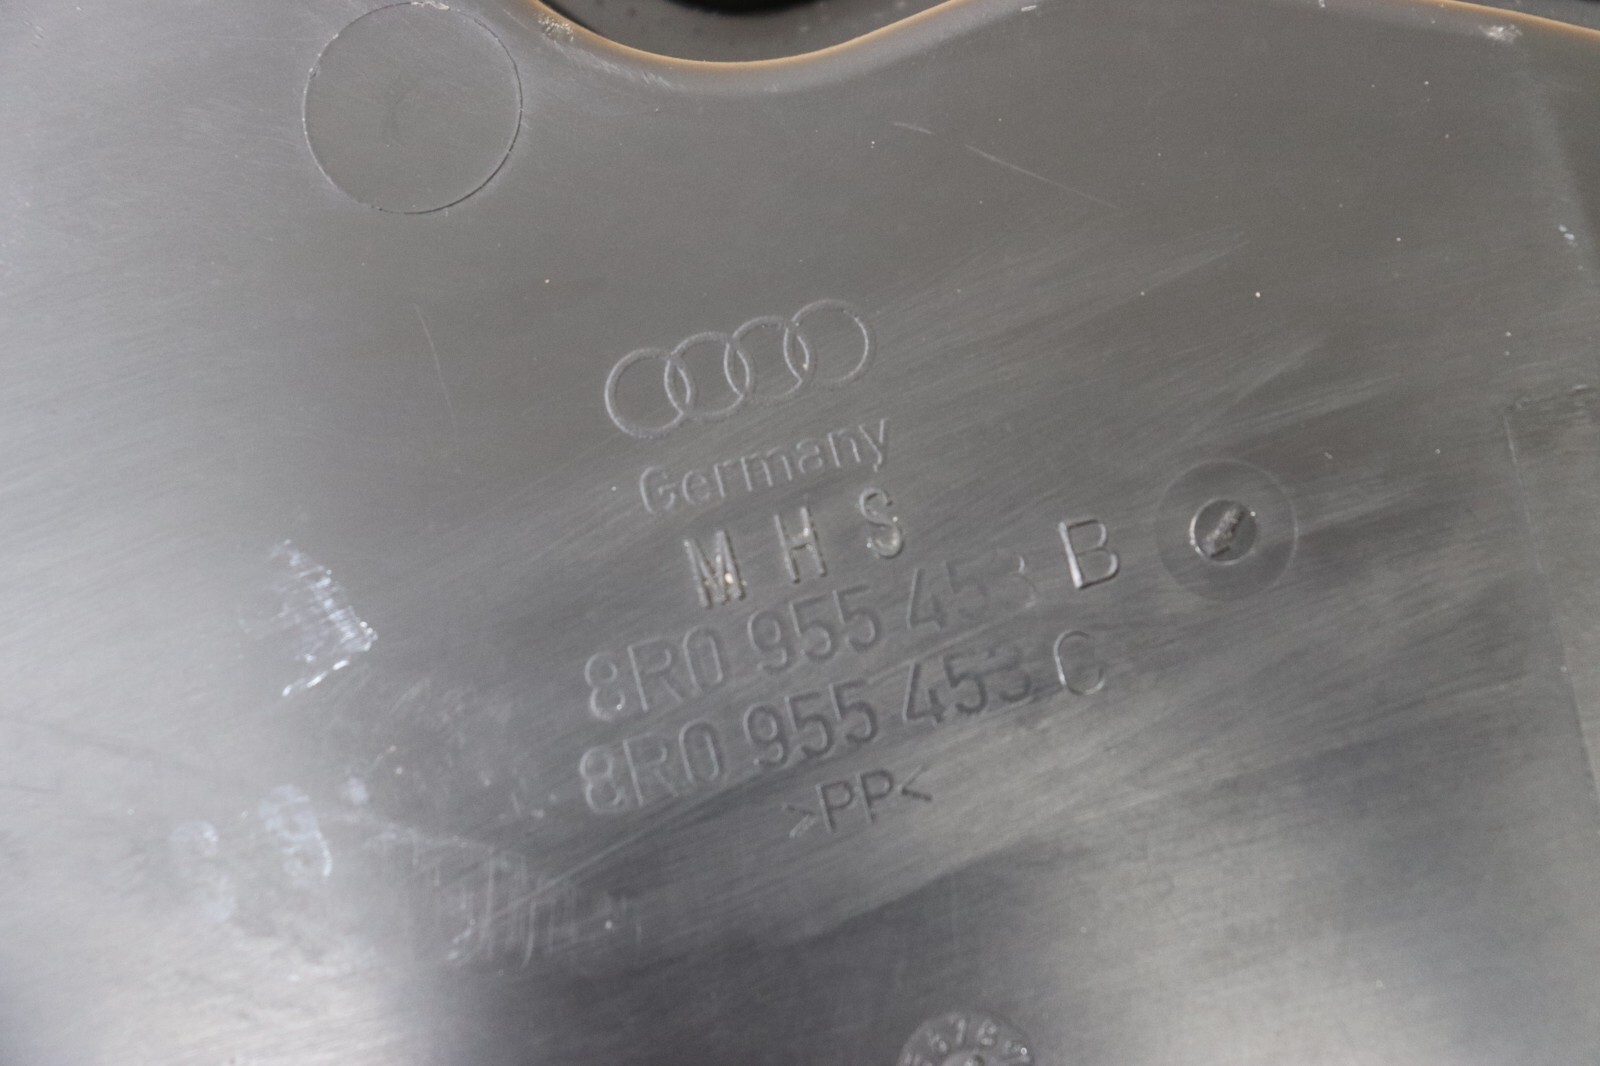 Germany
M H S
8R0 955 453 B
8R0 955 453 C
>PP<